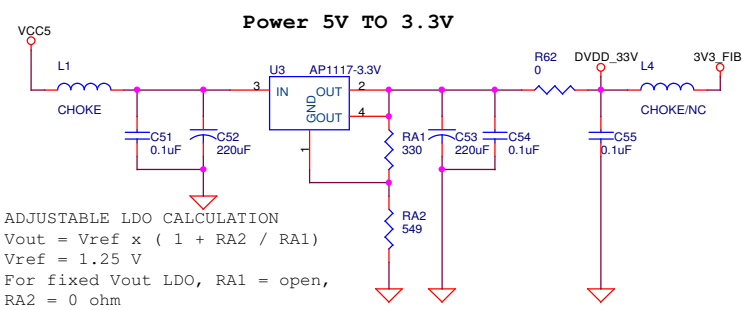 Power 5V TO 3.3V
VCC5
L1
CHOKE
C51
0.1uF
C52
220uF
U3
AP1117-3.3V
3
IN
OUT
2
GND
OUT
4
1
RA1
330
RA2
549
C53
220uF
C54
0.1uF
R62
0
DVDD_33V
L4
CHOKE/NC
3V3_FIB
C55
0.1uF
ADJUSTABLE LDO CALCULATION
Vout = Vref x ( 1 + RA2 / RA1)
Vref = 1.25 V
For fixed Vout LDO, RA1 = open,
RA2 = 0 ohm